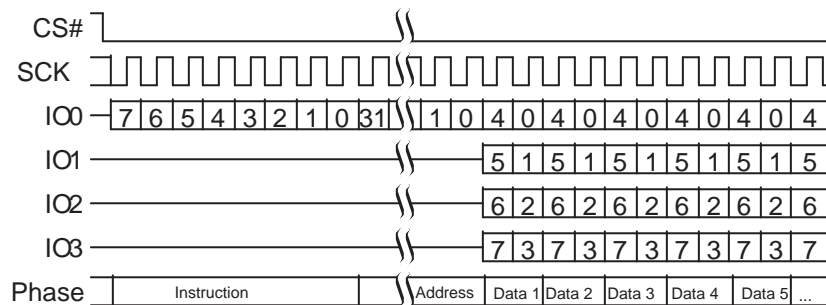 CS#
SCK
IO0 7 6 5 4 3 2 1 0 31 1 0 4 0 4 0 4 0 4 0 4 0 4
IO1 5 1 5 1 5 1 5 1 5 1 5
IO2 6 2 6 2 6 2 6 2 6 2 6
IO3 7 3 7 3 7 3 7 3 7 3 7
Phase Instruction Address Data 1 Data 2 Data 3 Data 4 Data 5 ...